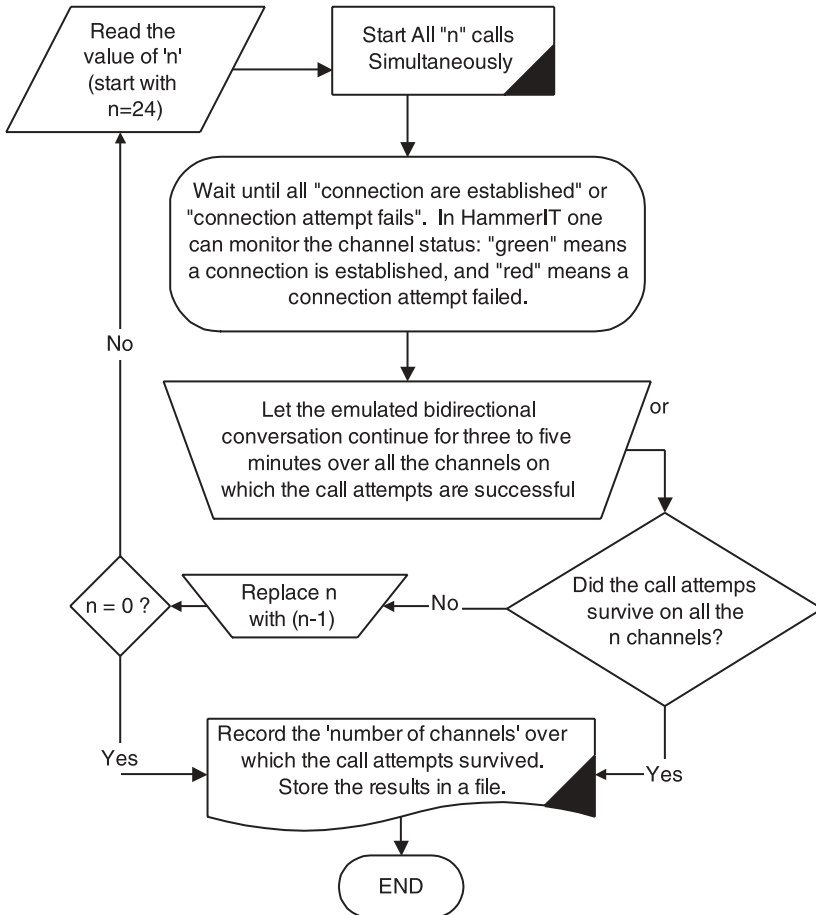 Read the
value of 'n'
(start with
n=24)
Start All "n" calls
Simultaneously
Wait until all "connection are established" or
"connection attempt fails". In HammerIT one
can monitor the channel status: "green" means
a connection is established, and "red" means a
connection attempt failed.
No
Let the emulated bidirectional
conversation continue for three to five
minutes over all the channels on
which the call attempts are successful
or
Did the call attemps
survive on all the
n channels?
No
Replace n
with (n-1)
n = 0 ?
Yes
Yes
Record the 'number of channels' over
which the call attempts survived.
Store the results in a file.
END